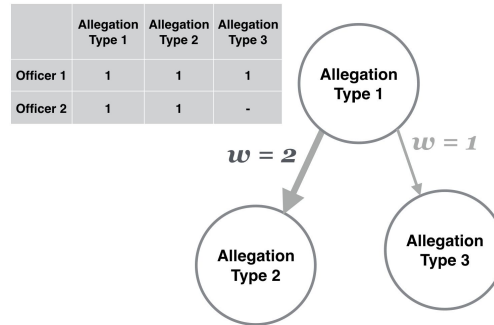 Allegation Type 1 Allegation Type 2 Allegation Type 3
Officer 1 1 1 1
Officer 2 1 1 -
Allegation
Type 1
w = 2
w = 1
Allegation
Type 2
Allegation
Type 3